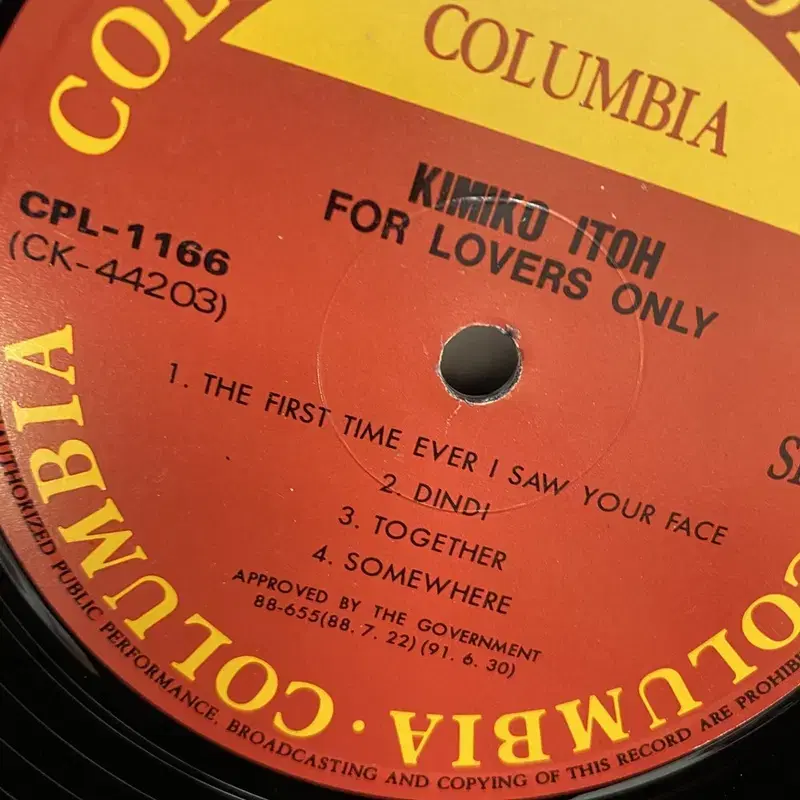 COLUMBIA
KIMIKO ITOH
FOR LOVERS ONLY
CPL-1166
(CK-44203)
1. THE FIRST TIME EVER I SAW YOUR FACE
2. DINDI
3. TOGETHER
4. SOMEWHERE
APPROVED BY THE GOVERNMENT
88-655(88. 7. 22)(91. 6. 30)
COLUMBIA · COLUMBIA
COLUMBIA
PUBLIC PERFORMANCE, BROADCASTING AND COPYING OF THIS RECORD ARE